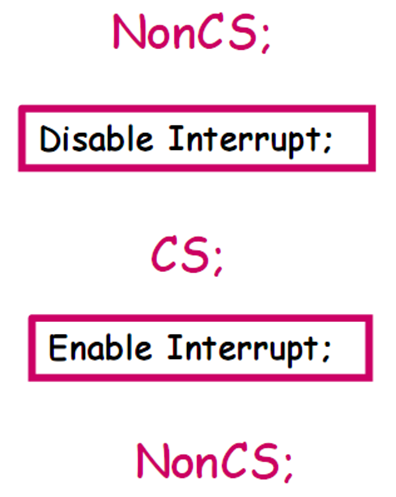 NonCS;
Disable Interrupt;
CS;
Enable Interrupt;
NonCS;